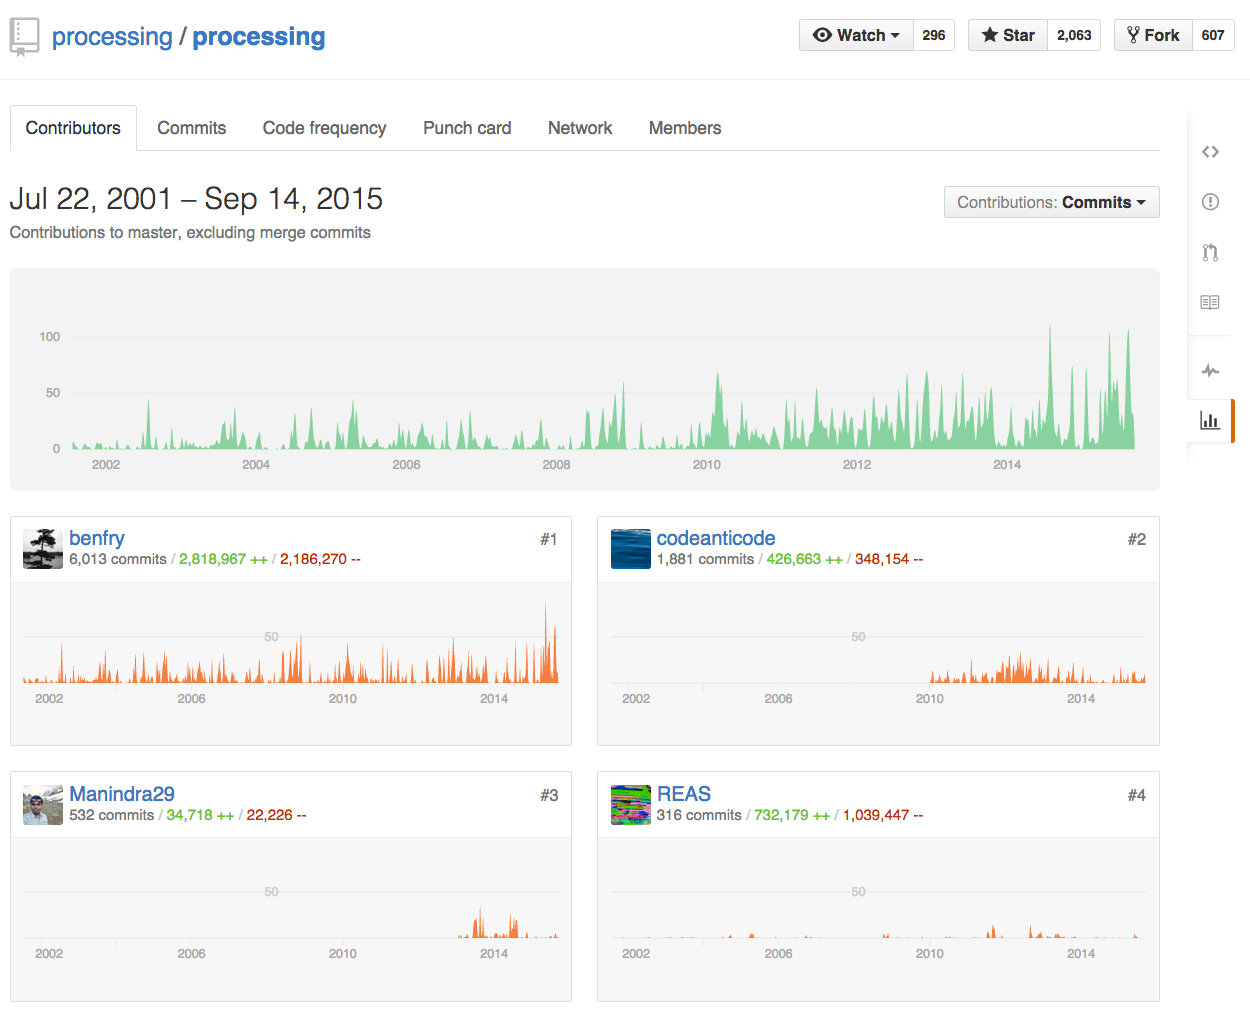 processing / processing
Watch 296 Star 2,063 Fork 607
Contributors Commits Code frequency Punch card Network Members
Jul 22, 2001 – Sep 14, 2015
Contributions: Commits
Contributions to master, excluding merge commits
100
50
0
2002 2004 2006 2008 2010 2012 2014
benfry #1
6,013 commits / 2,818,967 ++ / 2,186,270 --
50
2002 2006 2010 2014
codeanticode #2
1,881 commits / 426,663 ++ / 348,154 --
50
2002 2006 2010 2014
Manindra29 #3
532 commits / 34,718 ++ / 22,226 --
50
2002 2006 2010 2014
REAS #4
316 commits / 732,179 ++ / 1,039,447 --
50
2002 2006 2010 2014